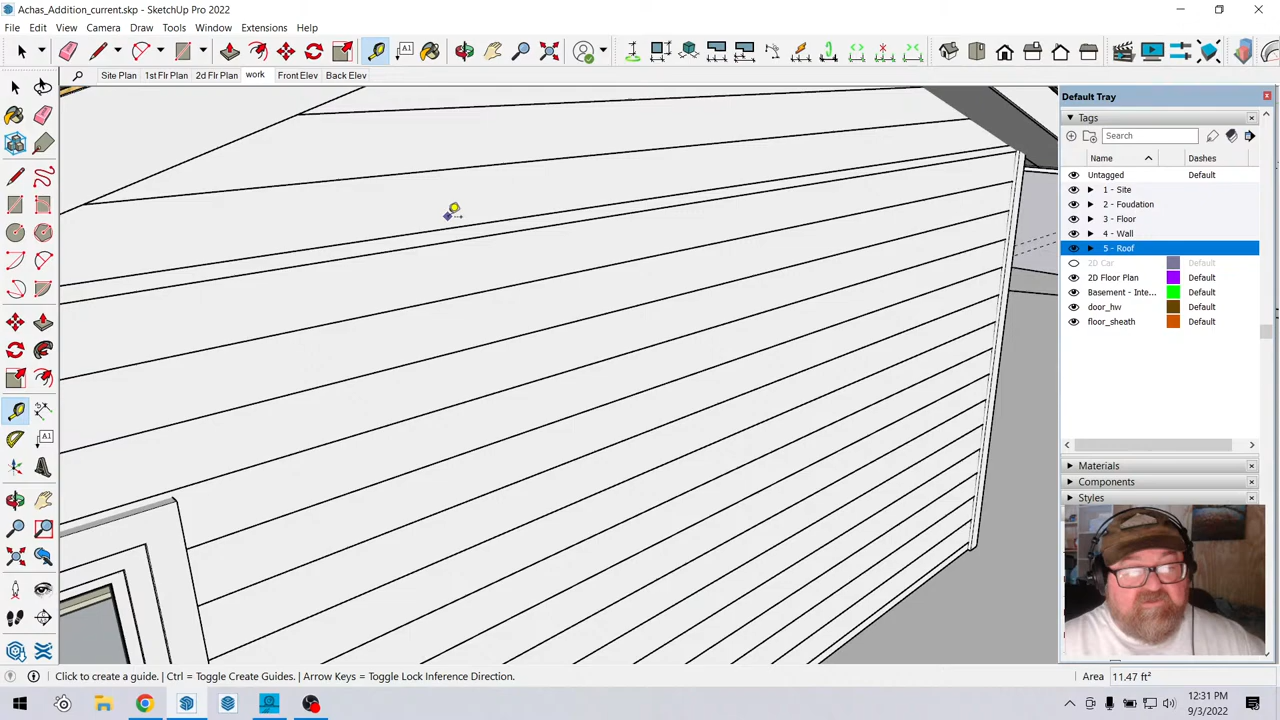 Achas_Addition_current.skp - SketchUp Pro 2022
File Edit View Camera Draw Tools Window Extensions Help
Site Plan 1st Flr Plan 2d Flr Plan work Front Elev Back Elev
Default Tray
Tags
Search
Name Dashes
Untagged Default
1 - Site
2 - Foudation
3 - Floor
4 - Wall
5 - Roof
2D Car Default
2D Floor Plan Default
Basement - Inte... Default
door_hw Default
floor_sheath Default
Materials
Components
Styles
Click to create a guide. | Ctrl = Toggle Create Guides. | Arrow Keys = Toggle Lock Inference Direction.
Area 11.47 ft²
12:31 PM
9/3/2022